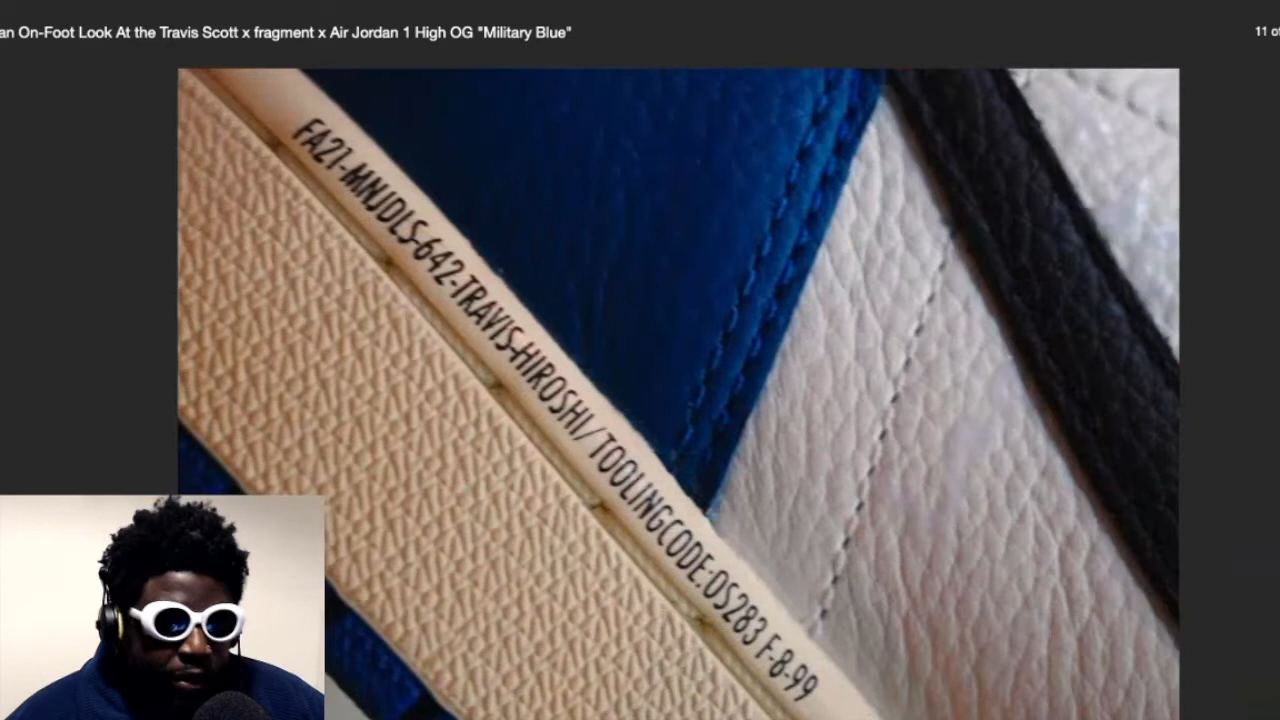 an On-Foot Look At the Travis Scott x fragment x Air Jordan 1 High OG "Military Blue"
11 of
FA21-MNJDLS-642-TRAVIS-HIROSHI/ TOOLINGCODE:OS283 F-8-99